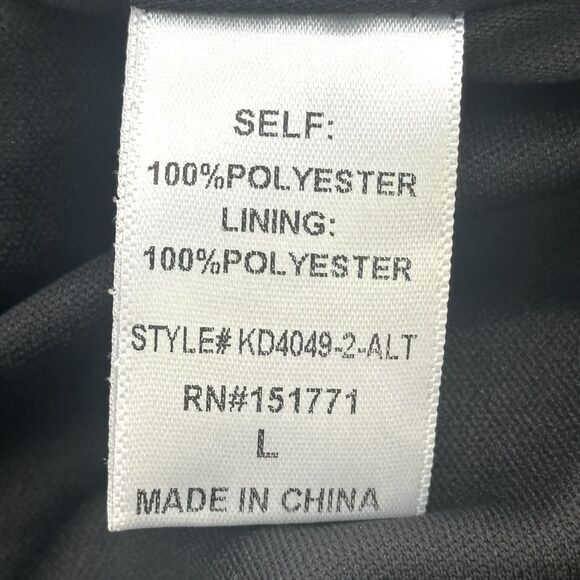 SELF:
100%POLYESTER
LINING:
100%POLYESTER
STYLE# KD4049-2-ALT
RN#151771
L
MADE IN CHINA